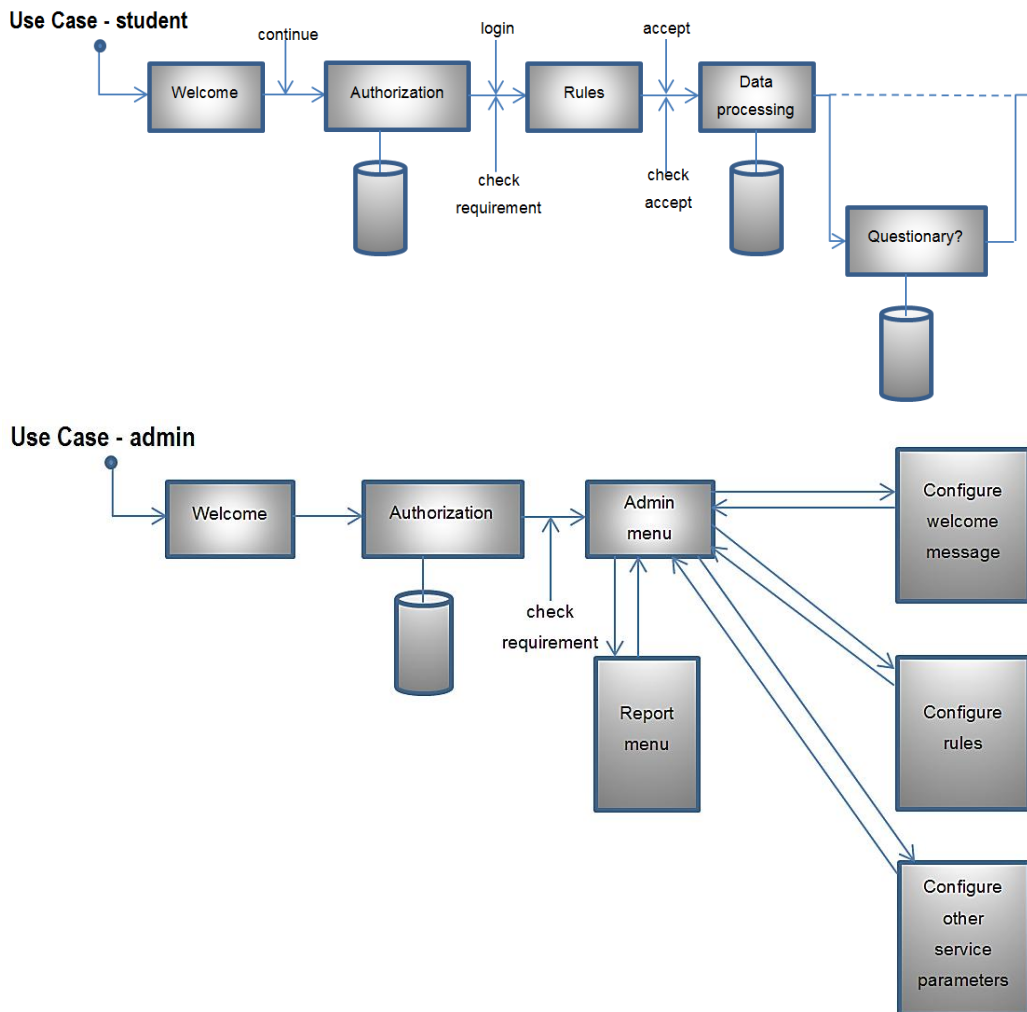 Use Case - student
continue
login
accept
Welcome
Authorization
Rules
Data
processing
check
requirement
check
accept
Questionary?
Use Case - admin
Welcome
Authorization
Admin
menu
Configure
welcome
message
check
requirement
Report
menu
Configure
rules
Configure
other
service
parameters